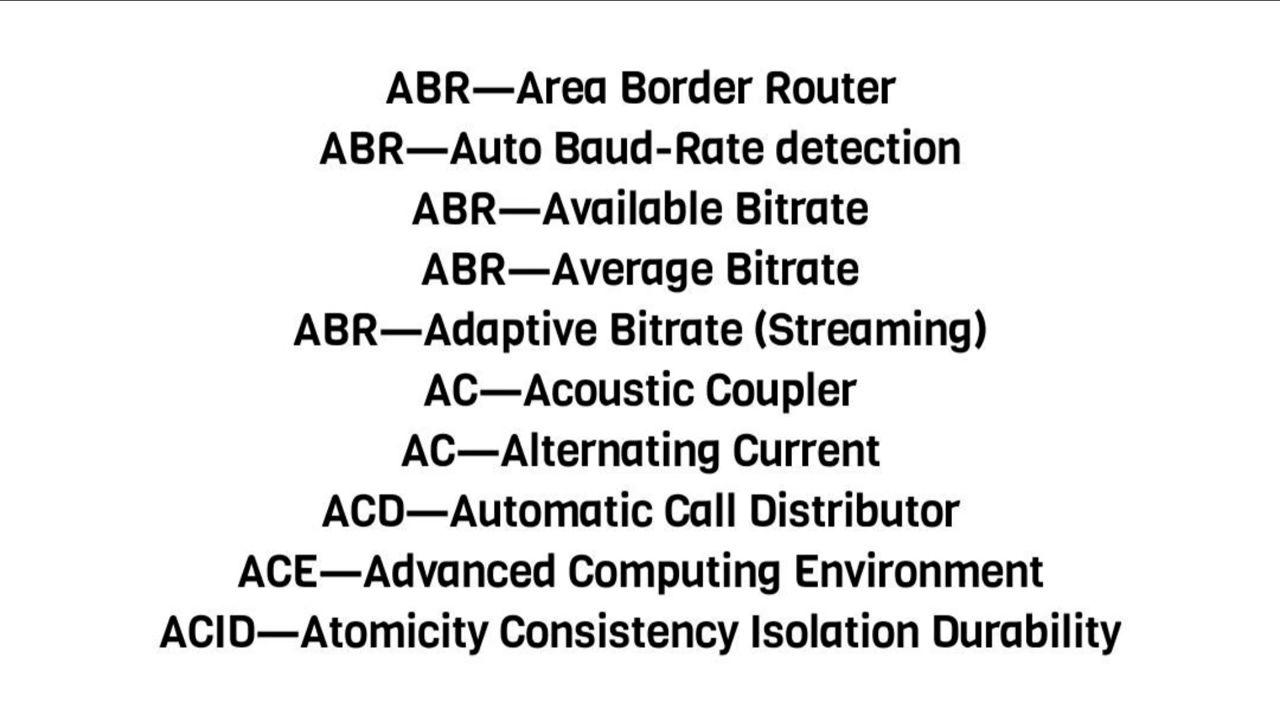 ABR—Area Border Router
ABR—Auto Baud-Rate detection
ABR—Available Bitrate
ABR—Average Bitrate
ABR—Adaptive Bitrate (Streaming)
AC—Acoustic Coupler
AC—Alternating Current
ACD—Automatic Call Distributor
ACE—Advanced Computing Environment
ACID—Atomicity Consistency Isolation Durability